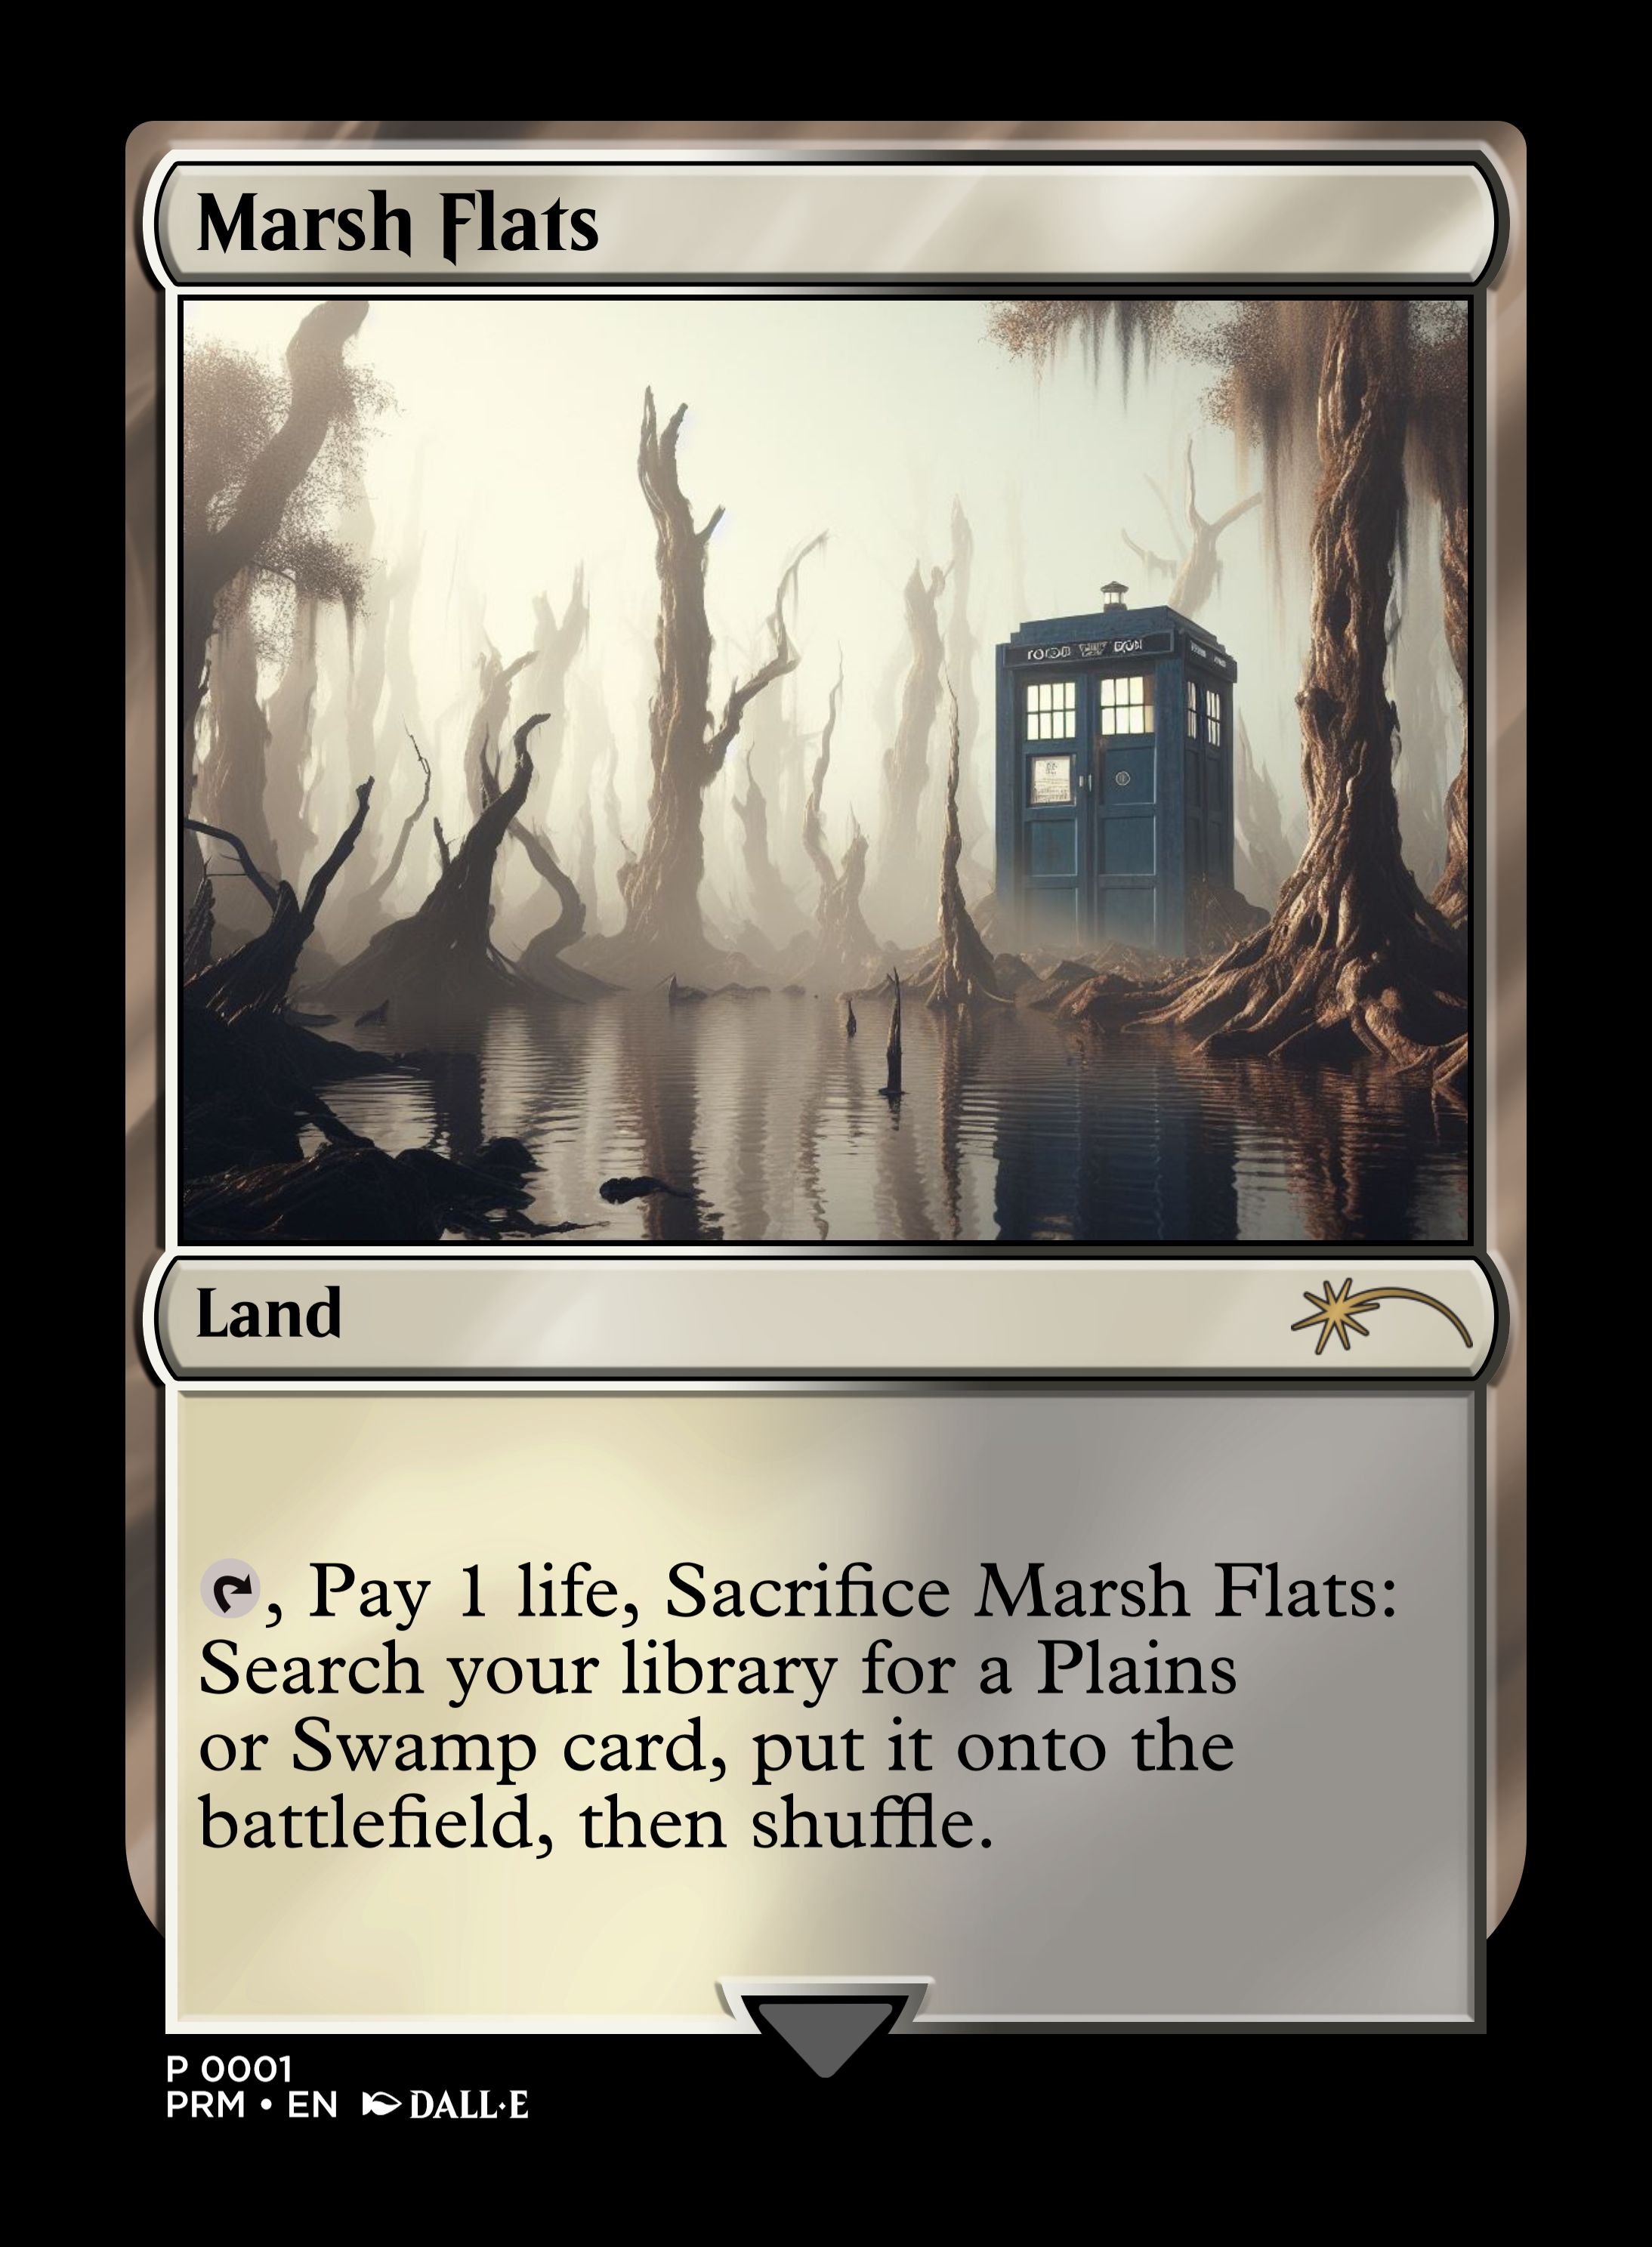 Marsh Flats
Land
, Pay 1 life, Sacrifice Marsh Flats:
Search your library for a Plains
or Swamp card, put it onto the
battlefield, then shuffle.
P 0001
PRM • EN DALL•E